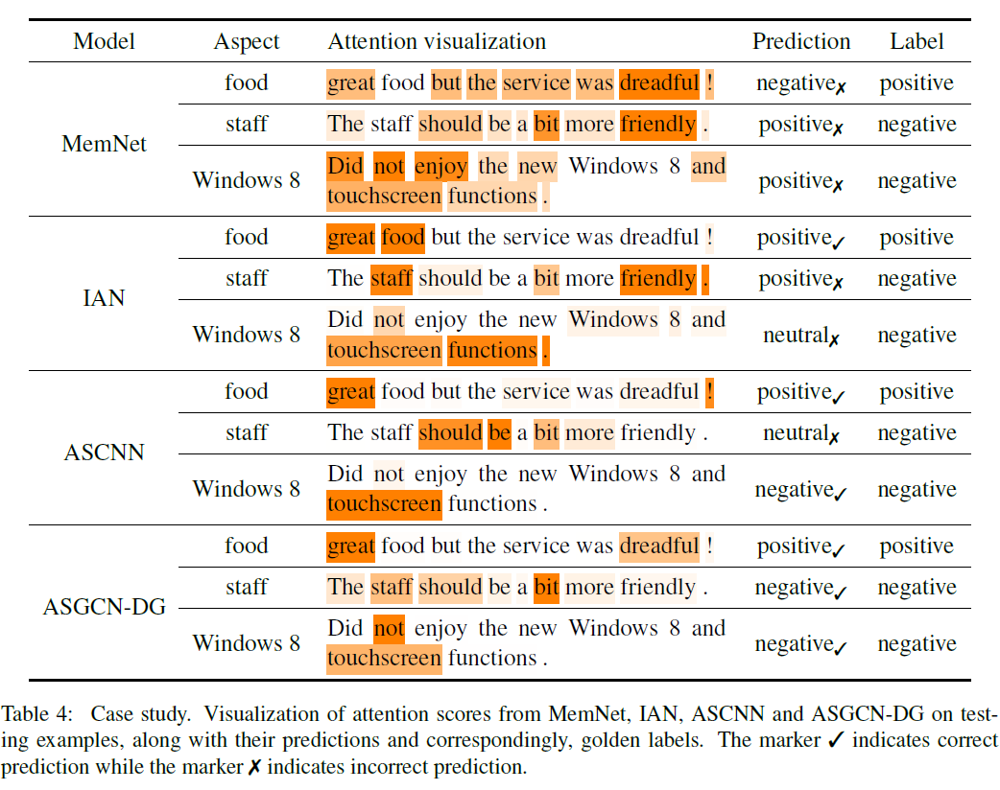 Model Aspect Attention visualization Prediction Label
food great food but the service was dreadful ! negative✗ positive
staff The staff should be a bit more friendly . positive✗ negative
MemNet
Windows 8 Did not enjoy the new Windows 8 and positive✗ negative
touchscreen functions .
food great food but the service was dreadful ! positive✓ positive
staff The staff should be a bit more friendly . positive✗ negative
IAN
Windows 8 Did not enjoy the new Windows 8 and neutral✗ negative
touchscreen functions .
food great food but the service was dreadful ! positive✓ positive
staff The staff should be a bit more friendly . neutral✗ negative
ASCNN
Windows 8 Did not enjoy the new Windows 8 and negative✓ negative
touchscreen functions .
food great food but the service was dreadful ! positive✓ positive
staff The staff should be a bit more friendly . negative✓ negative
ASGCN-DG
Windows 8 Did not enjoy the new Windows 8 and negative✓ negative
touchscreen functions .
Table 4: Case study. Visualization of attention scores from MemNet, IAN, ASCNN and ASGCN-DG on test-
ing examples, along with their predictions and correspondingly, golden labels. The marker ✓ indicates correct
prediction while the marker ✗ indicates incorrect prediction.